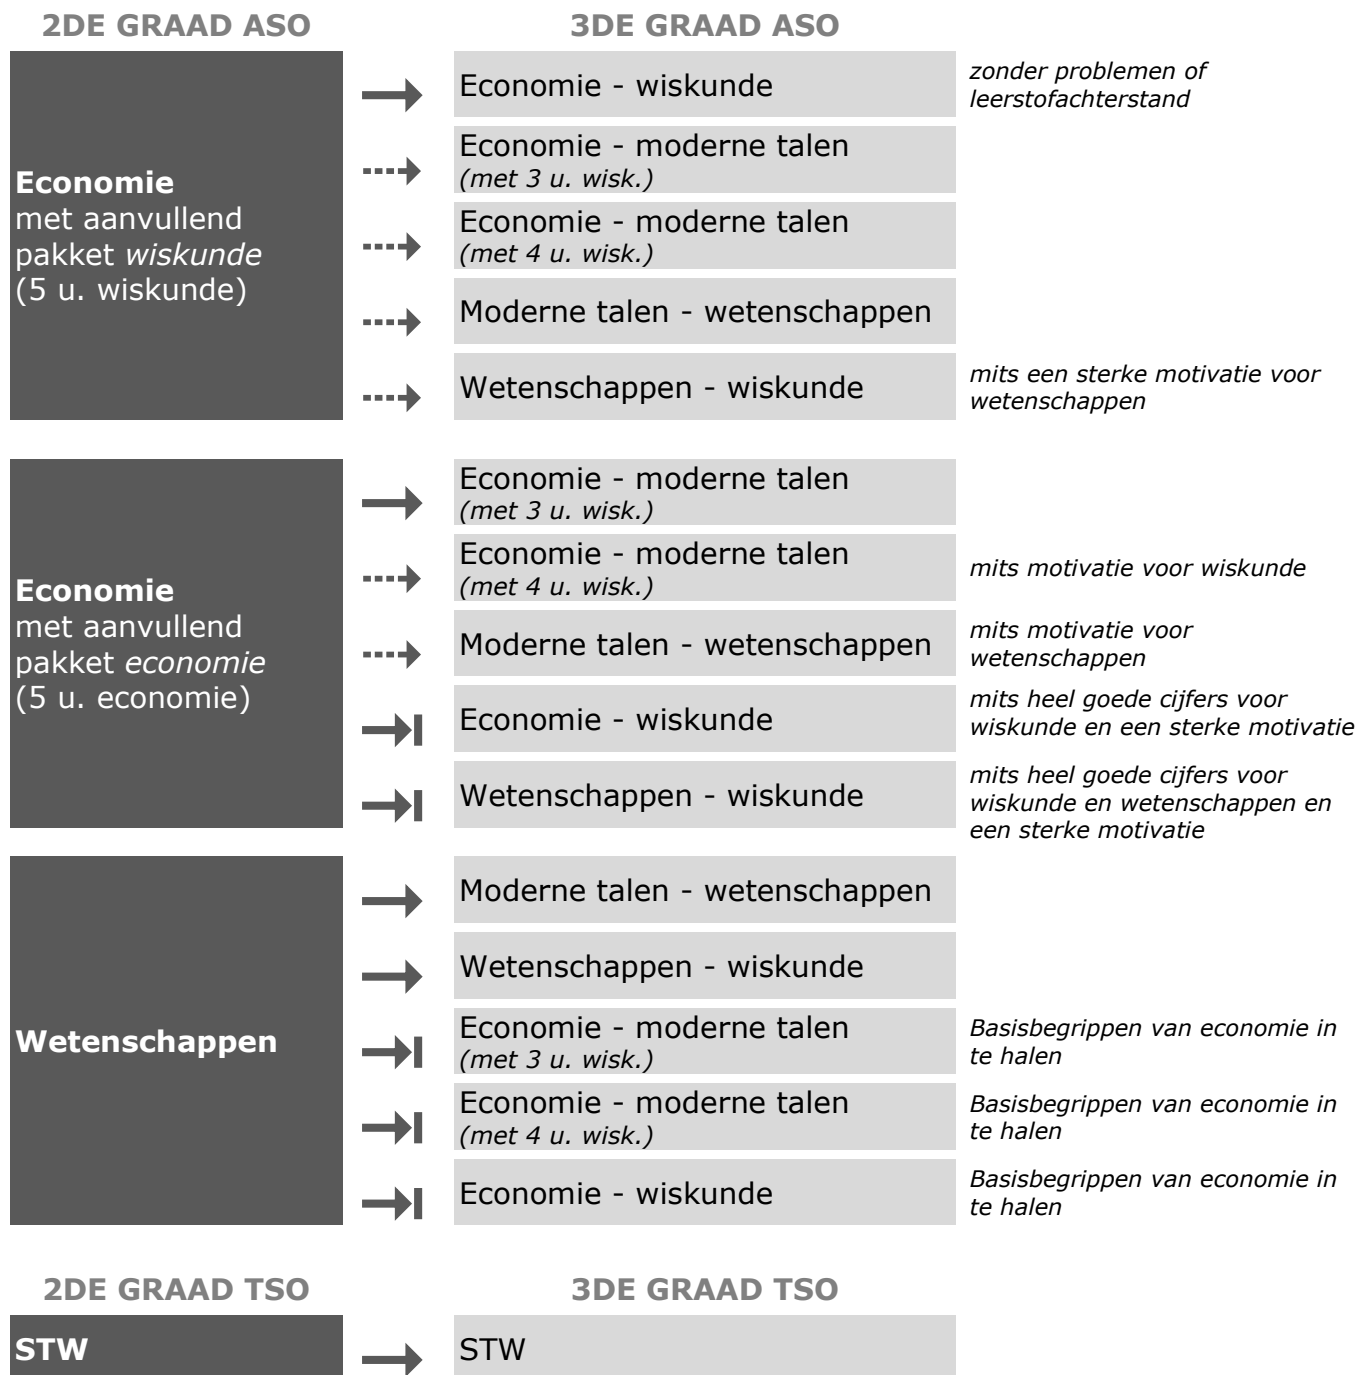 2DE GRAAD ASO
3DE GRAAD ASO
Economie
met aanvullend
pakket wiskunde
(5 u. wiskunde)
Economie - wiskunde
zonder problemen of
leerstofachterstand
Economie - moderne talen
(met 3 u. wisk.)
Economie - moderne talen
(met 4 u. wisk.)
Moderne talen - wetenschappen
Wetenschappen - wiskunde
mits een sterke motivatie voor
wetenschappen
Economie
met aanvullend
pakket economie
(5 u. economie)
Economie - moderne talen
(met 3 u. wisk.)
Economie - moderne talen
(met 4 u. wisk.)
mits motivatie voor wiskunde
Moderne talen - wetenschappen
mits motivatie voor
wetenschappen
Economie - wiskunde
mits heel goede cijfers voor
wiskunde en een sterke motivatie
Wetenschappen - wiskunde
mits heel goede cijfers voor
wiskunde en wetenschappen en
een sterke motivatie
Wetenschappen
Moderne talen - wetenschappen
Wetenschappen - wiskunde
Economie - moderne talen
(met 3 u. wisk.)
Basisbegrippen van economie in
te halen
Economie - moderne talen
(met 4 u. wisk.)
Basisbegrippen van economie in
te halen
Economie - wiskunde
Basisbegrippen van economie in
te halen
2DE GRAAD TSO
3DE GRAAD TSO
STW
STW